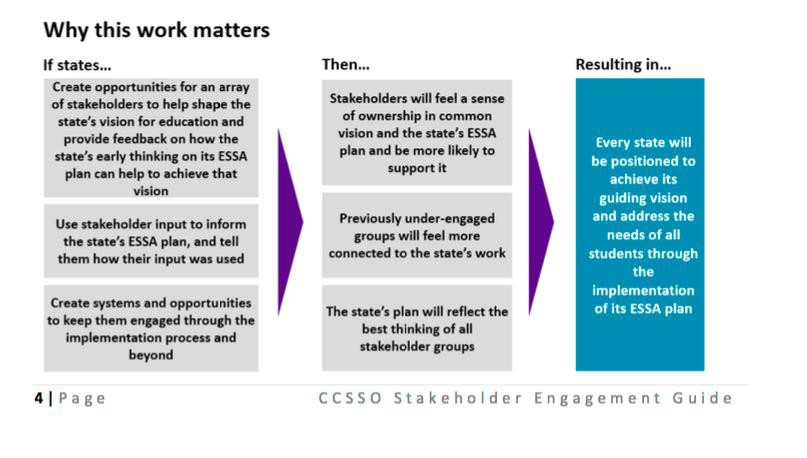 Why this work matters
If states...
Create opportunities for an array
of stakeholders to help shape the
state's vision for education and
provide feedback on how the
state's early thinking on its ESSA
plan can help to achieve that
vision
Use stakeholder input to inform
the state's ESSA plan, and tell
them how their input was used
Create systems and opportunities
to keep them engaged through the
implementation process and
beyond
Then...
Stakeholders will feel a sense
of ownership in common
vision and the state's ESSA
plan and be more likely to
support it
Previously under-engaged
groups will feel more
connected to the state's work
The state's plan will reflect the
best thinking of all
stakeholder groups
Resulting in...
Every state will
be positioned to
achieve its
guiding vision
and address the
needs of all
students through
the
implementation
of its ESSA plan
4 | Page
CCSSO Stakeholder Engagement Guide